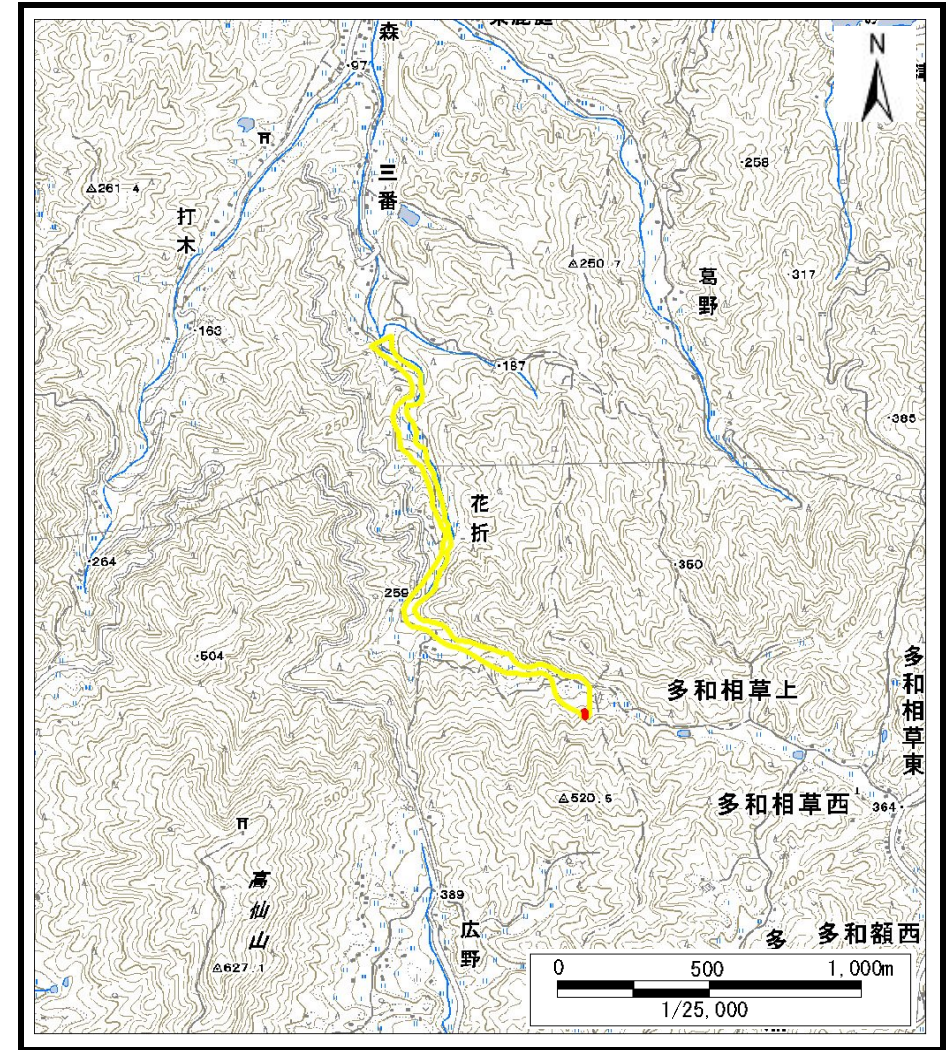 森
N
・97
・258
三番
△261.4
打木
△250.7
葛野
・317
・163
・187
・385
250
花折
・264
・350
259
・504
多和相草上
多和相草東
△520.5
多和相草西
364・
高仙山
・389
広野
多
多和額西
△627.1
0 500 1,000m
1/25,000